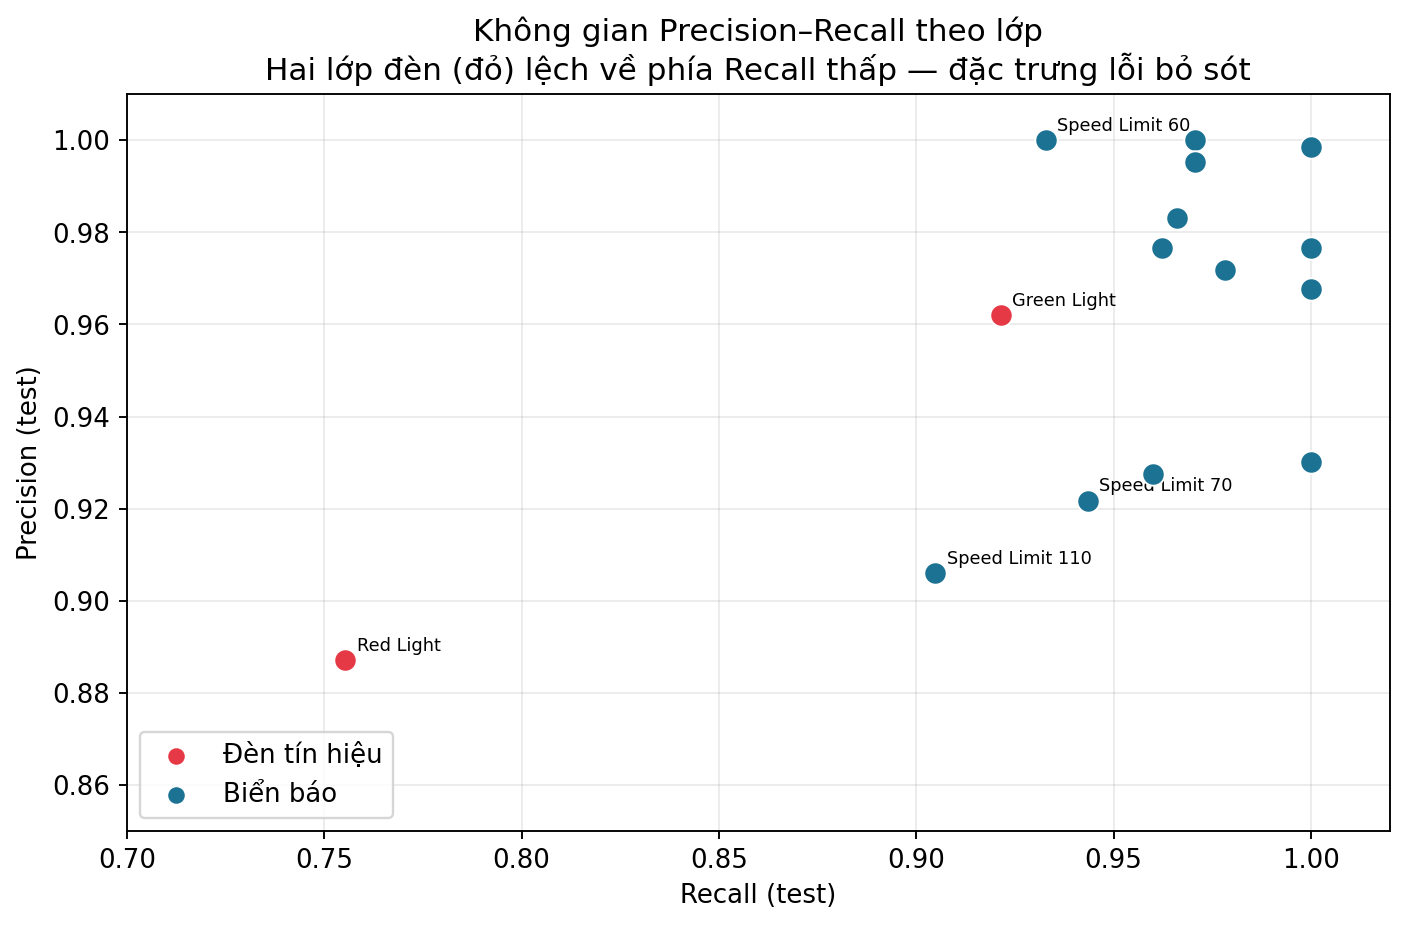 Không gian Precision–Recall theo lớp
Hai lớp đèn (đỏ) lệch về phía Recall thấp — đặc trưng lỗi bỏ sót
Precision (test)
1.00
0.98
0.96
0.94
0.92
0.90
0.88
0.86
Speed Limit 60
Green Light
Speed Limit 70
Speed Limit 110
Red Light
Đèn tín hiệu
Biển báo
0.70 0.75 0.80 0.85 0.90 0.95 1.00
Recall (test)